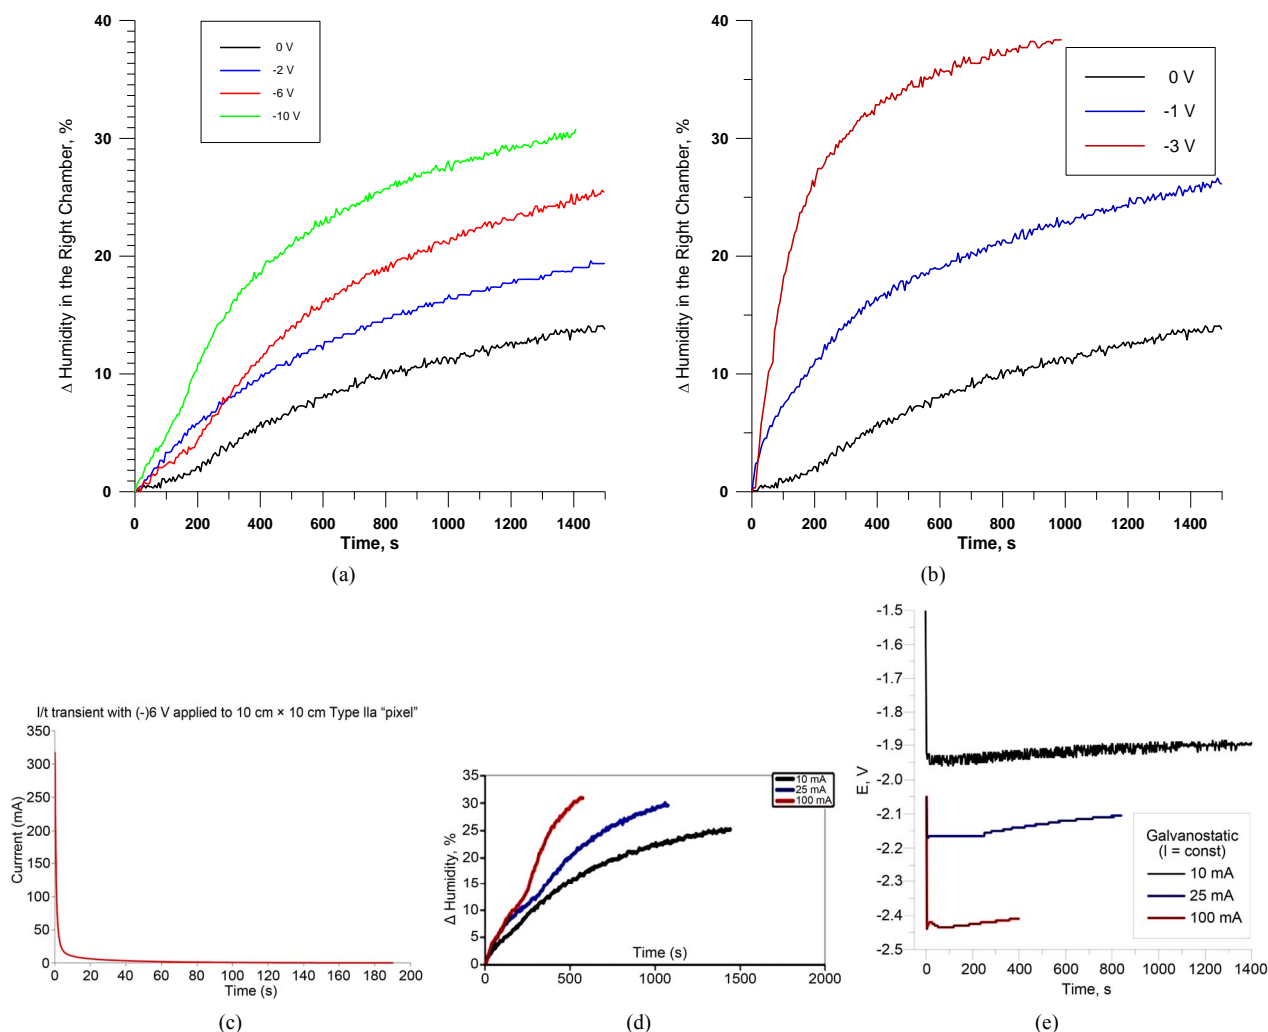 40
30
20
10
0
Δ Humidity in the Right Chamber, %
0 V
-2 V
-6 V
-10 V
0 200 400 600 800 1000 1200 1400
Time, s
(a)
40
30
20
10
0
Δ Humidity in the Right Chamber, %
0 V
-1 V
-3 V
0 200 400 600 800 1000 1200 1400
Time, s
(b)
I/t transient with (-)6 V applied to 10 cm × 10 cm Type IIa “pixel”
350
300
250
200
150
100
50
0
Currrent (mA)
0 20 40 60 80 100 120 140 160 180 200
Time (s)
(c)
35
30
25
20
15
10
5
0
Δ Humidity, %
10 mA
25 mA
100 mA
Time (s)
0 500 1000 1500 2000
(d)
-1.5
-1.6
-1.7
-1.8
-1.9
-2.0
-2.1
-2.2
-2.3
-2.4
-2.5
E, V
Galvanostatic
(I = const)
10 mA
25 mA
100 mA
0 200 400 600 800 1000 1200 1400
Time, s
(e)